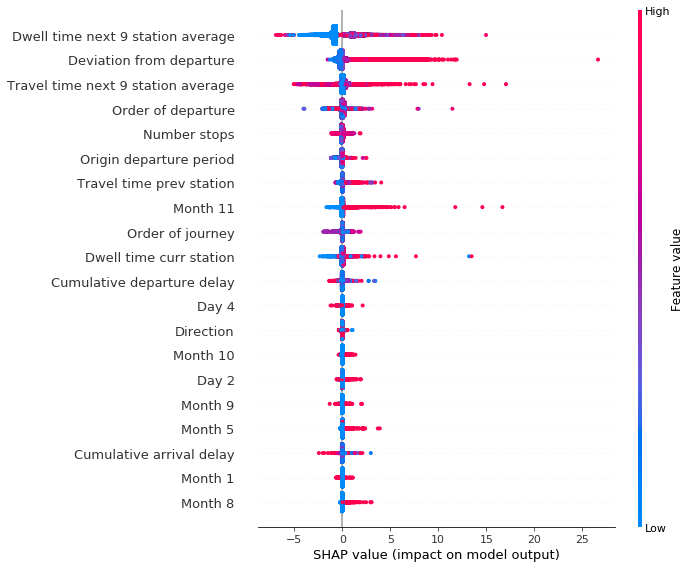 High
Dwell time next 9 station average
Deviation from departure
Travel time next 9 station average
Order of departure
Number stops
Origin departure period
Travel time prev station
Month 11
Order of journey
Dwell time curr station
Cumulative departure delay
Day 4
Direction
Month 10
Day 2
Month 9
Month 5
Cumulative arrival delay
Month 1
Month 8
Feature value
Low
−5 0 5 10 15 20 25
SHAP value (impact on model output)